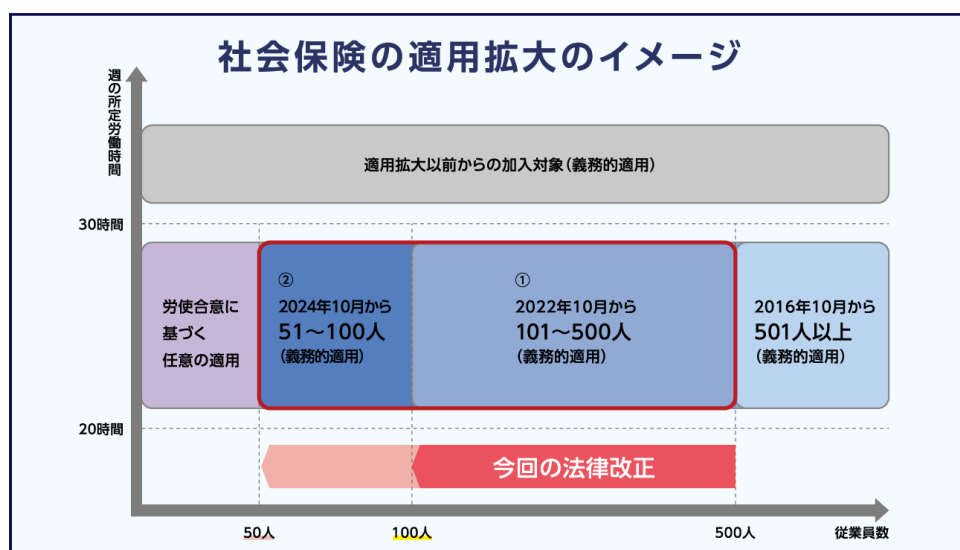 社会保険の適用拡大のイメージ
週の所定労働時間
適用拡大以前からの加入対象(義務的適用)
30時間
労使合意に
基づく
任意の適用
②
2024年10月から
51〜100人
(義務的適用)
①
2022年10月から
101〜500人
(義務的適用)
2016年10月から
501人以上
(義務的適用)
20時間
今回の法律改正
50人
100人
500人
従業員数